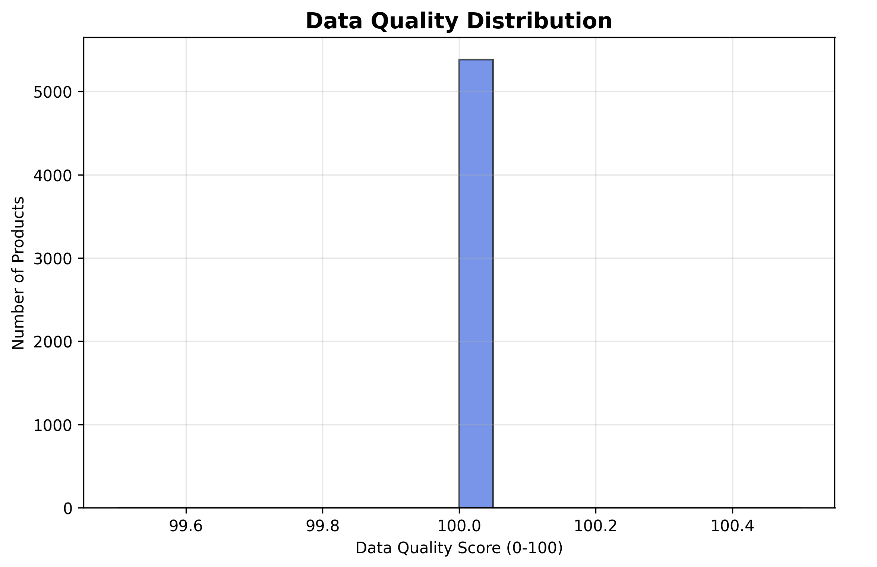 Data Quality Distribution
Number of Products
5000
4000
3000
2000
1000
0
99.6 99.8 100.0 100.2 100.4
Data Quality Score (0-100)